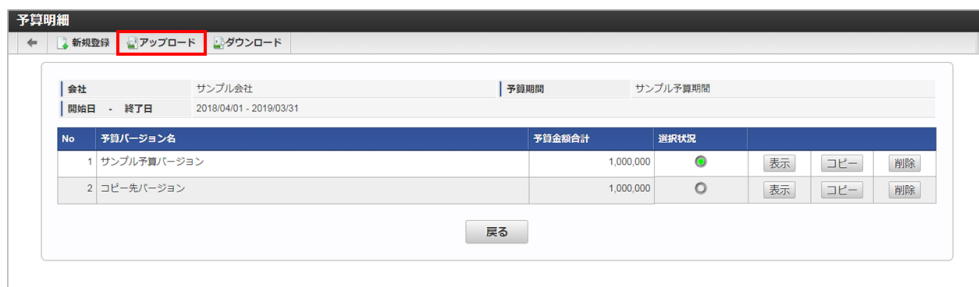 予算明細
新規登録 アップロード ダウンロード
会社 サンプル会社 予算期間 サンプル予算期間
開始日 - 終了日 2018/04/01 - 2019/03/31
No 予算バージョン名 予算金額合計 選択状況
1 サンプル予算バージョン 1,000,000 表示 コピー 削除
2 コピー先バージョン 1,000,000 表示 コピー 削除
戻る